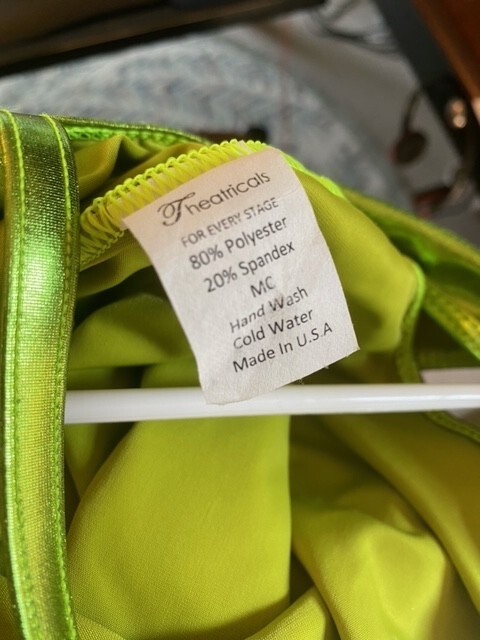 Theatricals
FOR EVERY STAGE
80% Polyester
20% Spandex
MC
Hand Wash
Cold Water
Made In U.S.A